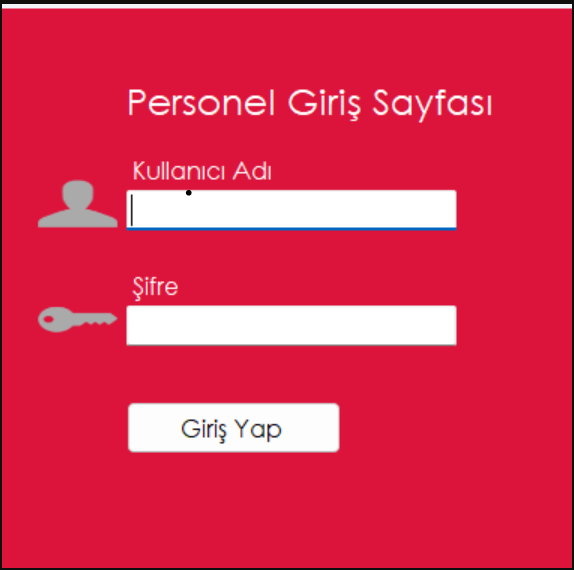 Personel Giriş Sayfası
Kullanıcı Adı
Şifre
Giriş Yap